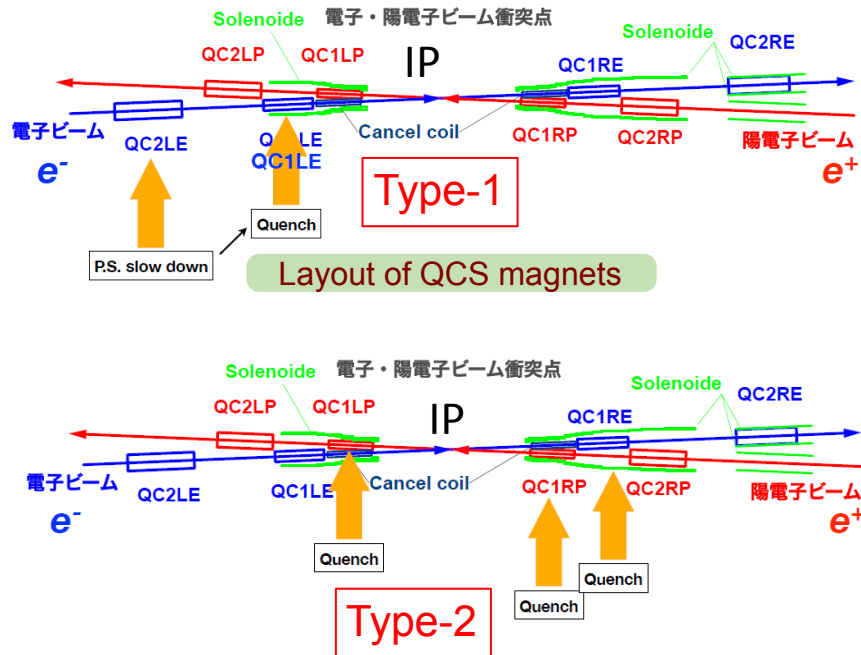 Solenoide
電子・陽電子ビーム衝突点
QC2LP
QC1LP
IP
Solenoide
QC2RE
QC1RE
電子ビーム
e-
QC2LE
QC1LE
Cancel coil
QC1RP
QC2RP
陽電子ビーム
e+
Type-1
P.S. slow down
Quench
Layout of QCS magnets
Solenoide
電子・陽電子ビーム衝突点
QC2LP
QC1LP
IP
Solenoide
QC2RE
QC1RE
電子ビーム
e-
QC2LE
QC1LE
Cancel coil
QC1RP
QC2RP
陽電子ビーム
e+
Quench
Quench
Quench
Type-2